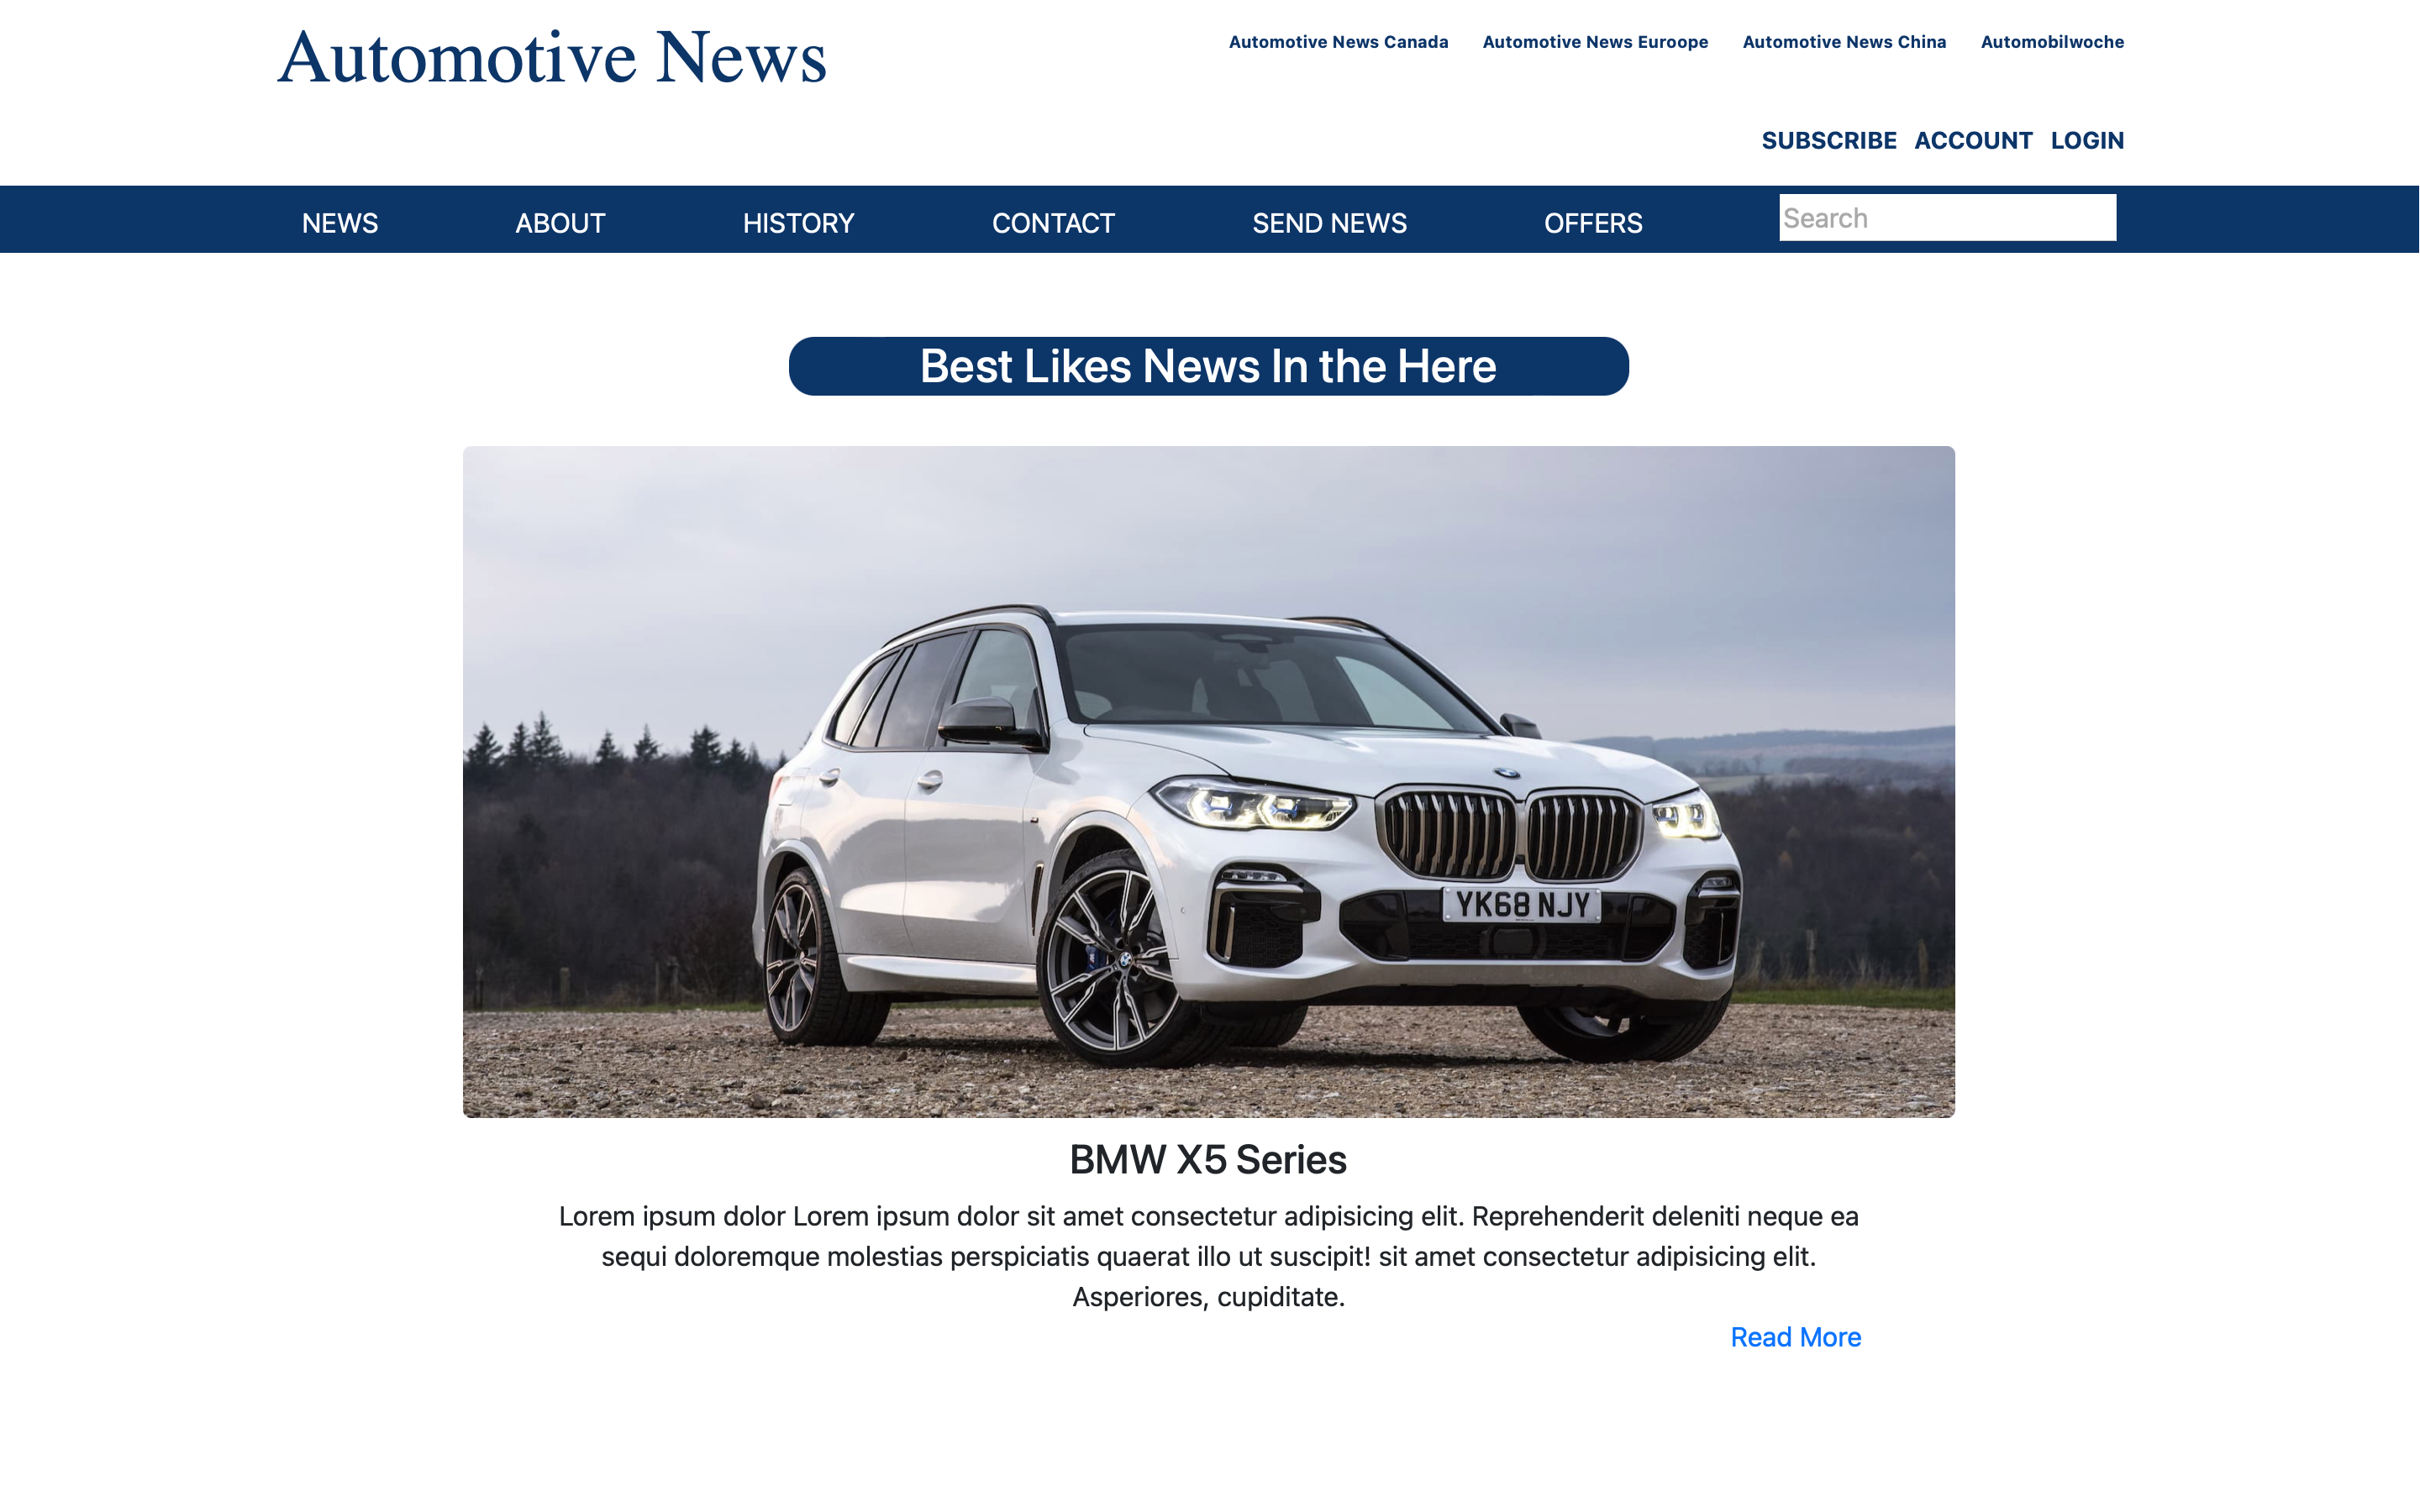 Automotive News
Automotive News Canada Automotive News Euroope Automotive News China Automobilwoche
SUBSCRIBE ACCOUNT LOGIN
NEWS ABOUT HISTORY CONTACT SEND NEWS OFFERS Search
Best Likes News In the Here
YK68 NJY
BMW X5 Series
Lorem ipsum dolor Lorem ipsum dolor sit amet consectetur adipisicing elit. Reprehenderit deleniti neque ea
sequi doloremque molestias perspiciatis quaerat illo ut suscipit! sit amet consectetur adipisicing elit.
Asperiores, cupiditate.
Read More